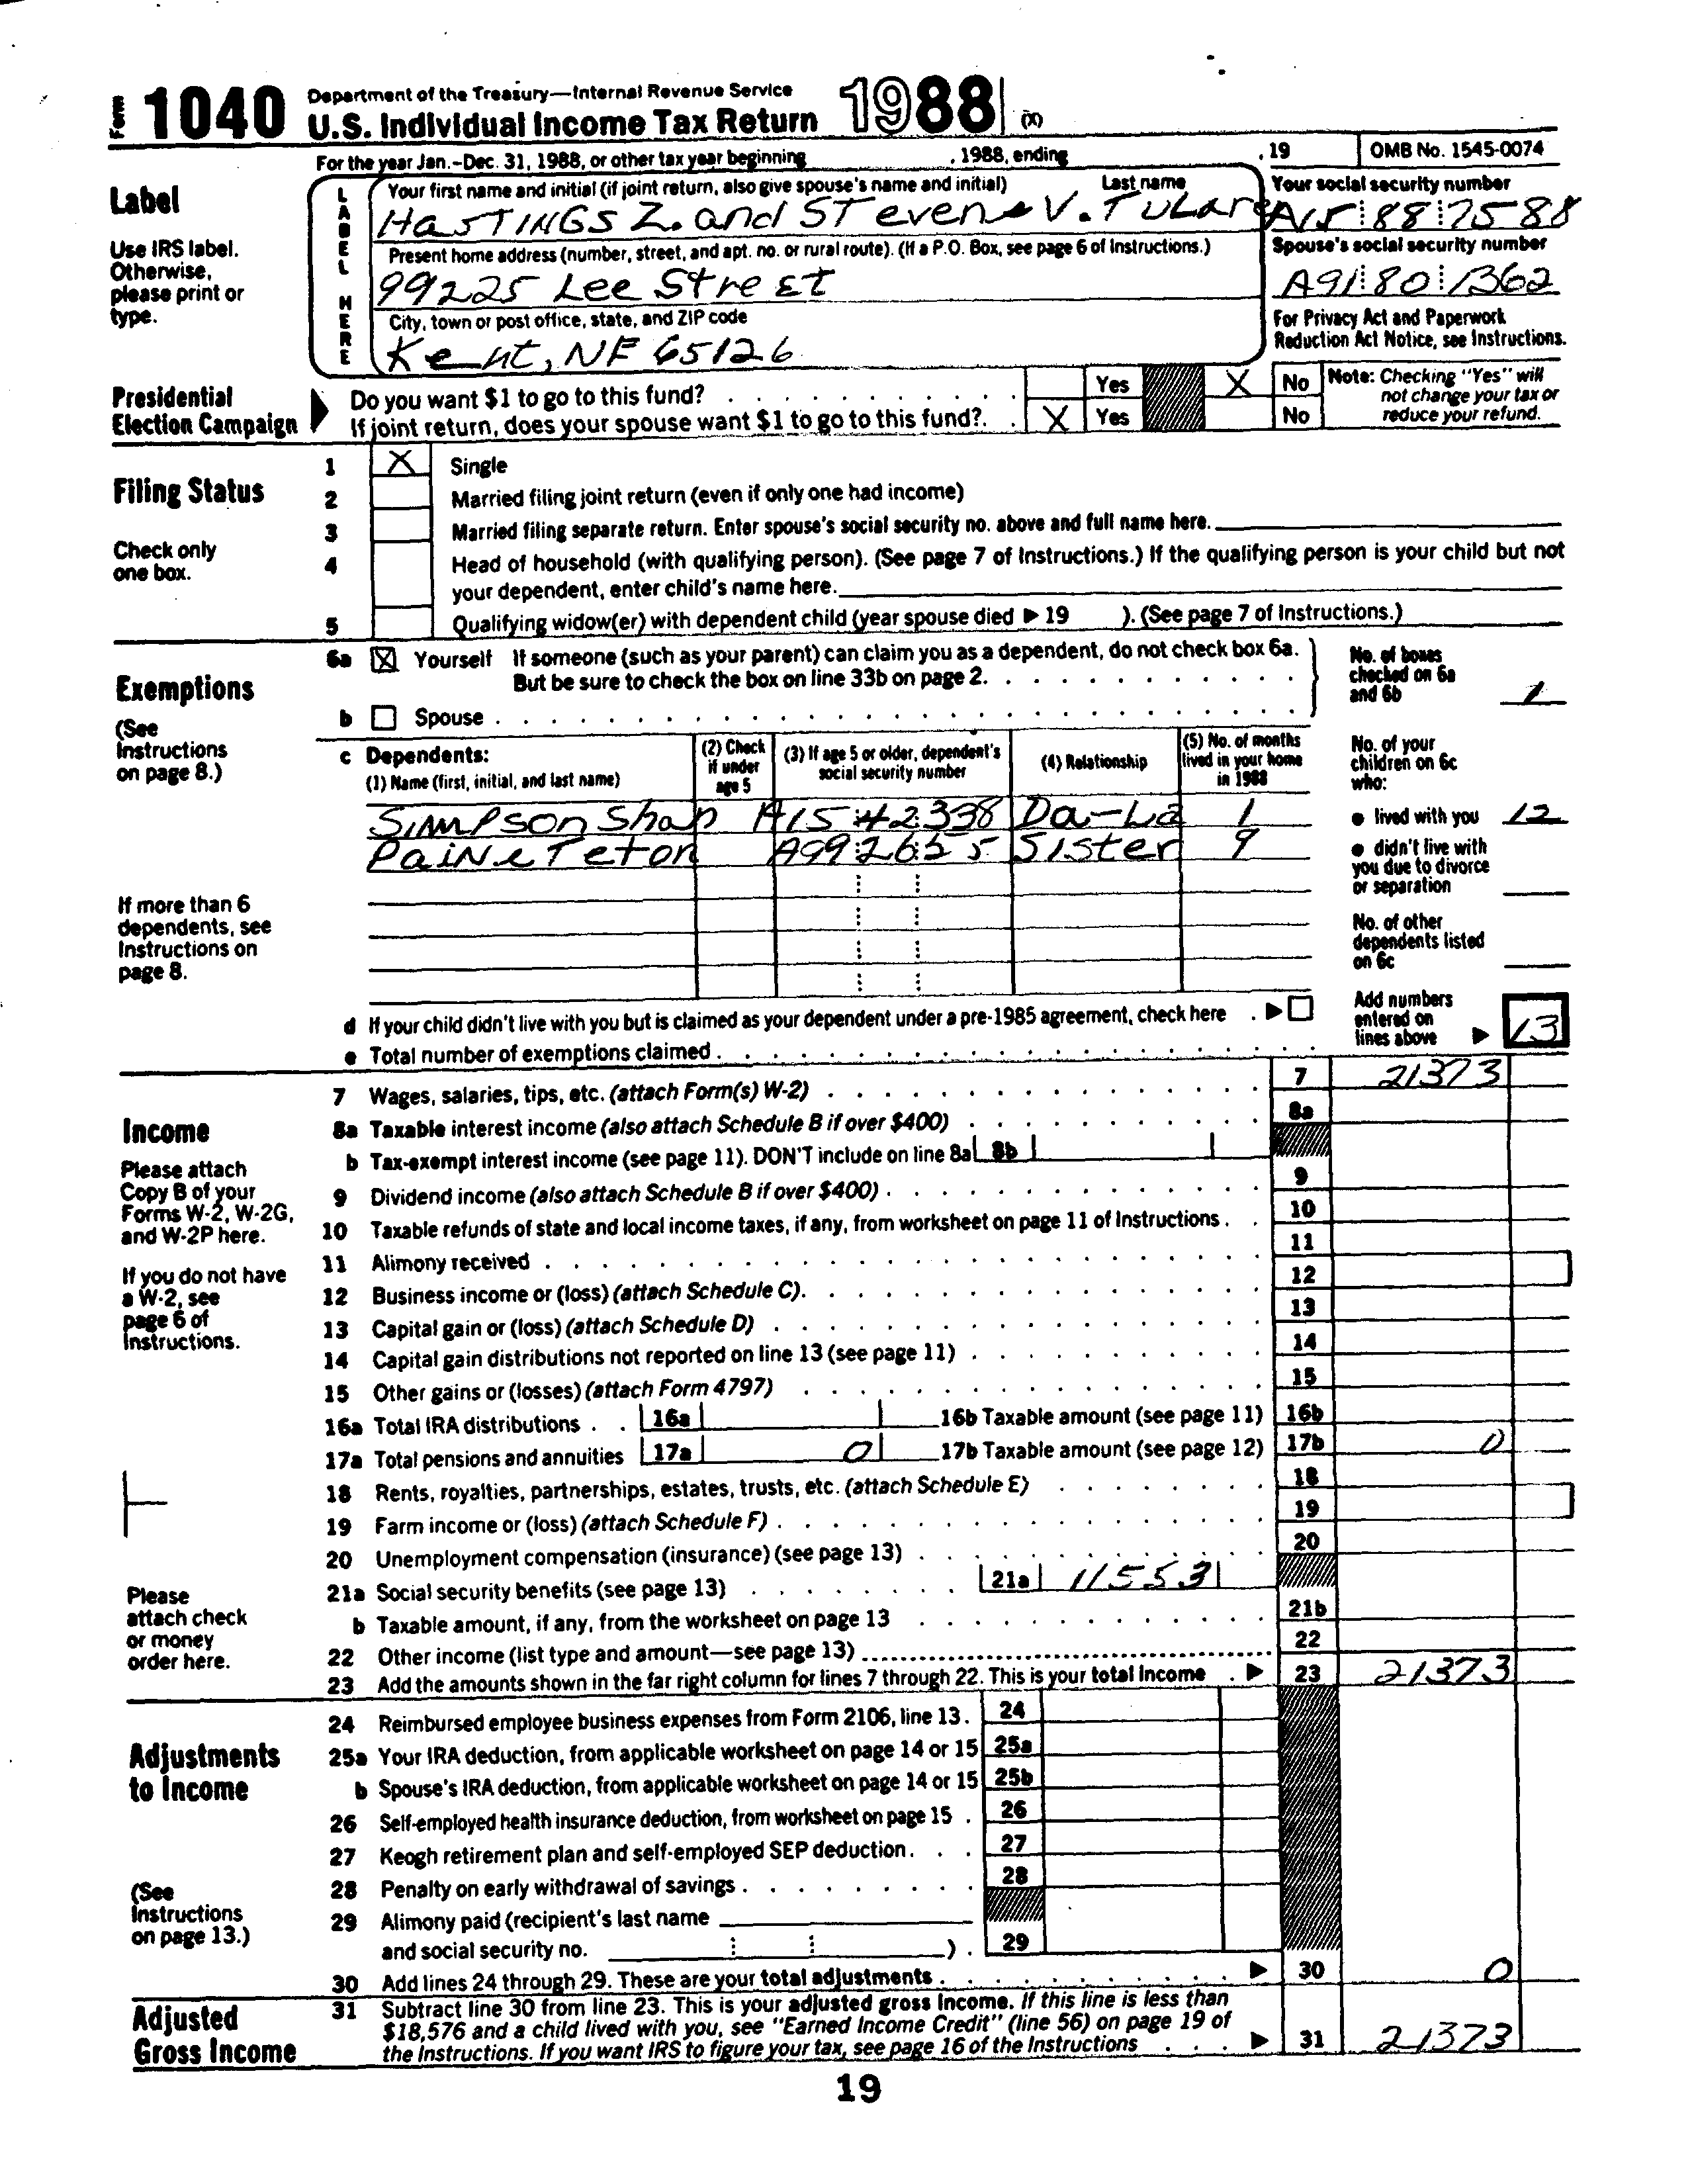 Form 1040 Department of the Treasury—Internal Revenue Service
U.S. Individual Income Tax Return 1988 (X)
For the year Jan.-Dec. 31, 1988, or other tax year beginning , 1988, ending , 19 OMB No. 1545-0074
Label
Use IRS label. Otherwise, please print or type.
LABEL HERE
Your first name and initial (if joint return, also give spouse's name and initial) Last name
HASTINGS Z. and STeven V. TuLare
Your social security number
A15 88 7588
Present home address (number, street, and apt. no. or rural route). (If a P.O. Box, see page 6 of Instructions.)
99225 Lee Street
Spouse's social security number
A91 80 1362
City, town or post office, state, and ZIP code
Kent, NE 65126
For Privacy Act and Paperwork Reduction Act Notice, see Instructions.
Presidential Election Campaign
Do you want $1 to go to this fund? Yes X No
If joint return, does your spouse want $1 to go to this fund?. X Yes No
Note: Checking "Yes" will not change your tax or reduce your refund.
Filing Status
Check only one box.
1 X Single
2 Married filing joint return (even if only one had income)
3 Married filing separate return. Enter spouse's social security no. above and full name here.
4 Head of household (with qualifying person). (See page 7 of Instructions.) If the qualifying person is your child but not
your dependent, enter child's name here.
5 Qualifying widow(er) with dependent child (year spouse died ▶ 19 ). (See page 7 of Instructions.)
Exemptions
(See Instructions on page 8.)
6a X Yourself If someone (such as your parent) can claim you as a dependent, do not check box 6a.
But be sure to check the box on line 33b on page 2.
b Spouse
No. of boxes checked on 6a and 6b 1
c Dependents:
(1) Name (first, initial, and last name) (2) Check if under age 5 (3) If age 5 or older, dependent's social security number (4) Relationship (5) No. of months lived in your home in 1988
Simpson Shap A15 42 338 Da-La 1
Paine Teton A99 26 25 Sister 9
No. of your children on 6c who:
● lived with you 12
● didn't live with you due to divorce or separation
No. of other dependents listed on 6c
If more than 6 dependents, see Instructions on page 8.
d If your child didn't live with you but is claimed as your dependent under a pre-1985 agreement, check here . ▶
e Total number of exemptions claimed
Add numbers entered on lines above ▶ 13
Income
Please attach Copy B of your Forms W-2, W-2G, and W-2P here.
If you do not have a W-2, see page 6 of Instructions.
Please attach check or money order here.
7 Wages, salaries, tips, etc. (attach Form(s) W-2) 7 21373
8a Taxable interest income (also attach Schedule B if over $400) 8a
b Tax-exempt interest income (see page 11). DON'T include on line 8a 8b
9 Dividend income (also attach Schedule B if over $400) 9
10 Taxable refunds of state and local income taxes, if any, from worksheet on page 11 of Instructions. 10
11 Alimony received 11
12 Business income or (loss) (attach Schedule C). 12
13 Capital gain or (loss) (attach Schedule D) 13
14 Capital gain distributions not reported on line 13 (see page 11) 14
15 Other gains or (losses) (attach Form 4797) 15
16a Total IRA distributions 16a 16b Taxable amount (see page 11) 16b
17a Total pensions and annuities 17a 0 17b Taxable amount (see page 12) 17b 0
18 Rents, royalties, partnerships, estates, trusts, etc. (attach Schedule E) 18
19 Farm income or (loss) (attach Schedule F) 19
20 Unemployment compensation (insurance) (see page 13) 20
21a Social security benefits (see page 13) 21a 11553
b Taxable amount, if any, from the worksheet on page 13 21b
22 Other income (list type and amount—see page 13) 22
23 Add the amounts shown in the far right column for lines 7 through 22. This is your total income . ▶ 23 21373
Adjustments to Income
(See Instructions on page 13.)
24 Reimbursed employee business expenses from Form 2106, line 13. 24
25a Your IRA deduction, from applicable worksheet on page 14 or 15 25a
b Spouse's IRA deduction, from applicable worksheet on page 14 or 15 25b
26 Self-employed health insurance deduction, from worksheet on page 15 . 26
27 Keogh retirement plan and self-employed SEP deduction. 27
28 Penalty on early withdrawal of savings 28
29 Alimony paid (recipient's last name
and social security no. ). 29
30 Add lines 24 through 29. These are your total adjustments. ▶ 30 0
Adjusted Gross Income
31 Subtract line 30 from line 23. This is your adjusted gross income. If this line is less than
$18,576 and a child lived with you, see "Earned Income Credit" (line 56) on page 19 of
the Instructions. If you want IRS to figure your tax, see page 16 of the Instructions ▶ 31 21373
19